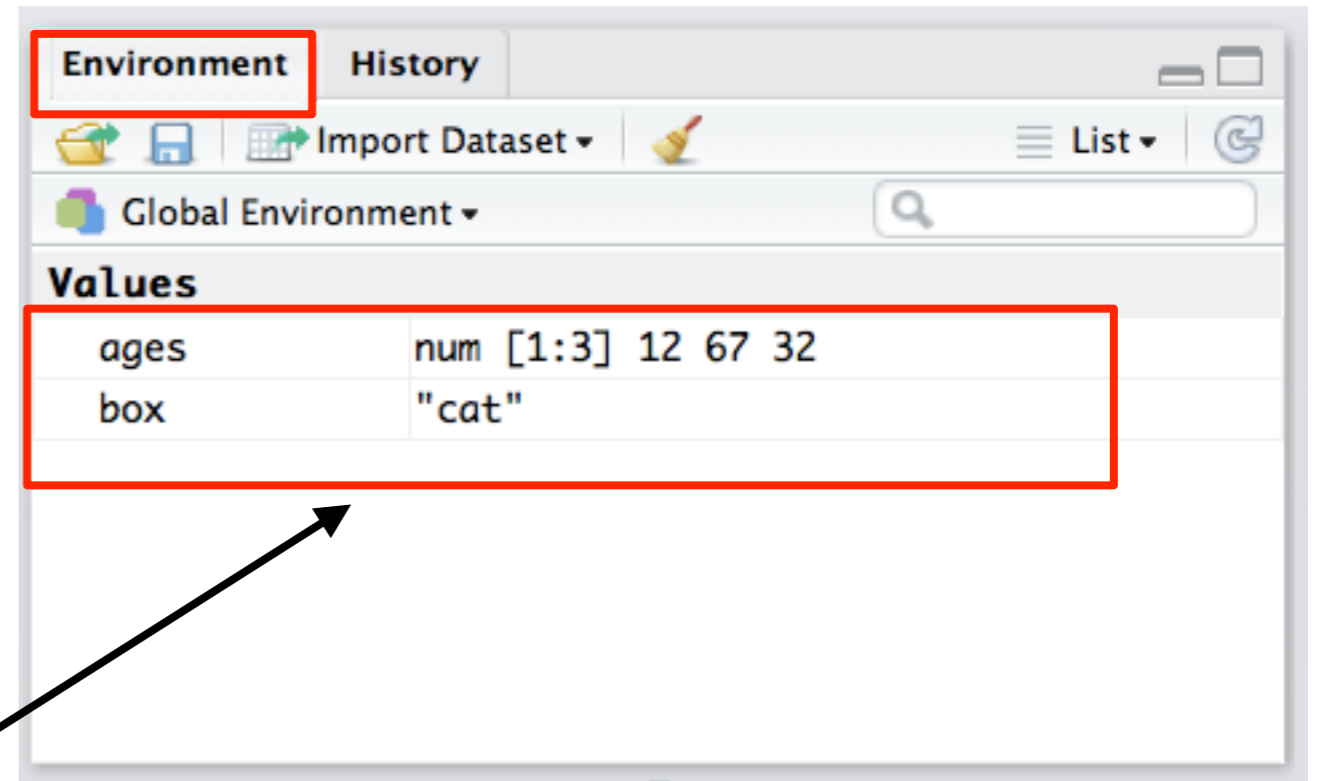 Environment History
Import Dataset List
Global Environment
Values
ages num [1:3] 12 67 32
box "cat"